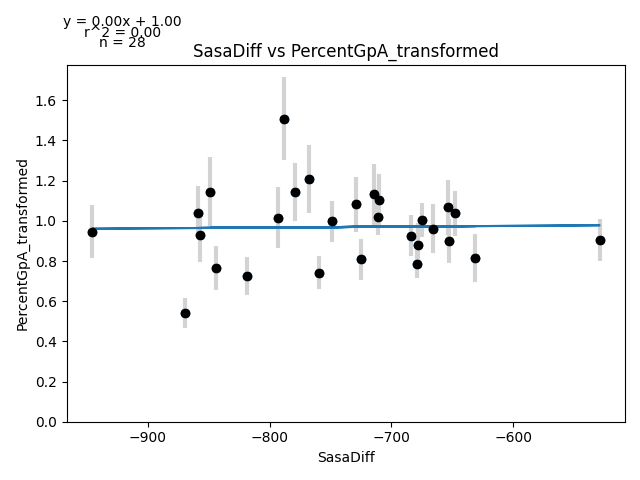 y = 0.00x + 1.00
r^2 = 0.00
n = 28
SasaDiff vs PercentGpA_transformed
PercentGpA_transformed
1.6
1.4
1.2
1.0
0.8
0.6
0.4
0.2
0.0
−900
−800
−700
−600
SasaDiff